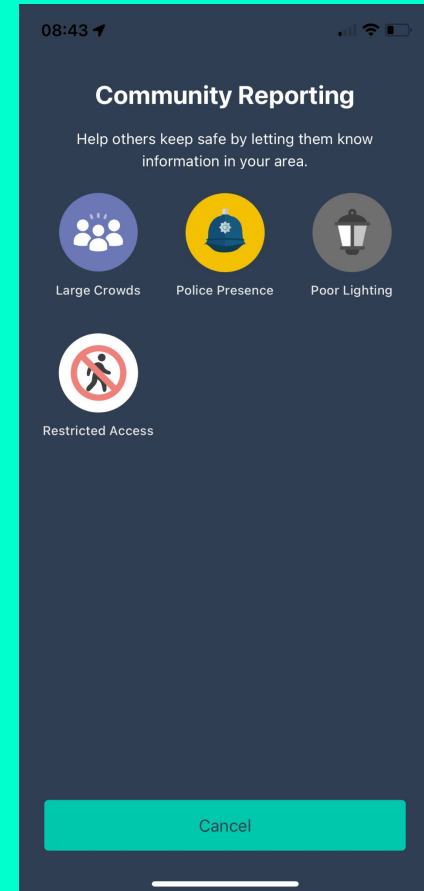 08:43
Community Reporting
Help others keep safe by letting them know
information in your area.
Large Crowds
Police Presence
Poor Lighting
Restricted Access
Cancel